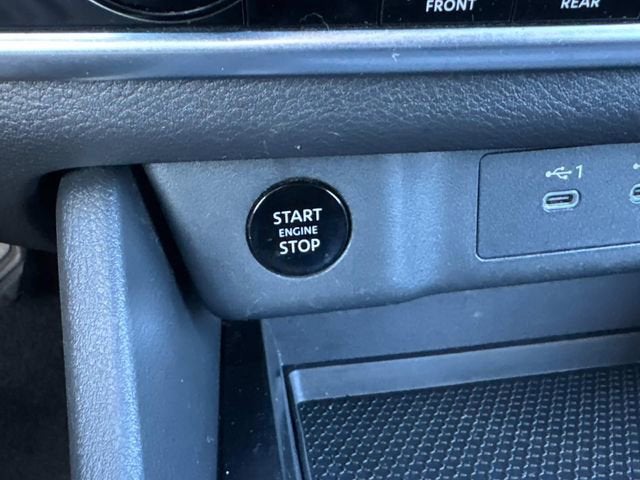 FRONT
REAR
START
ENGINE
STOP
1